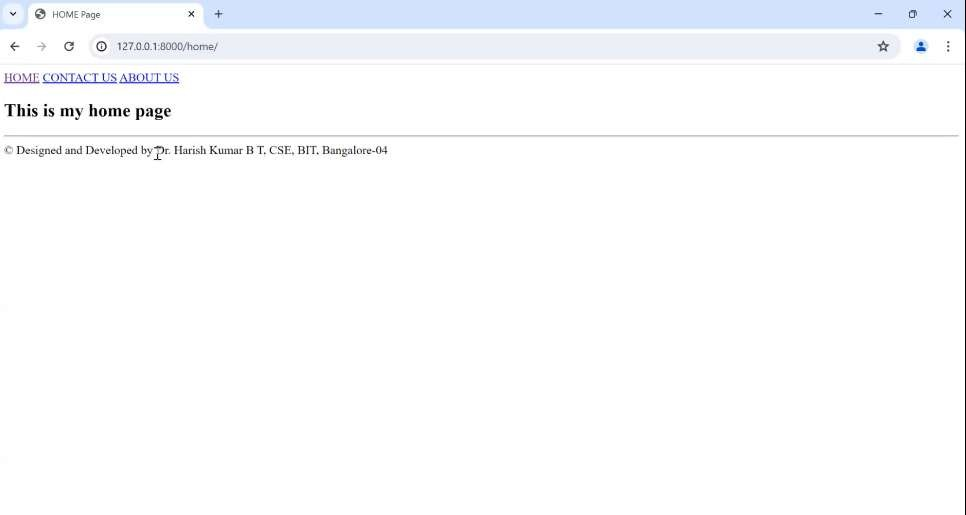 HOME Page
127.0.0.1:8000/home/
HOME CONTACT US ABOUT US
This is my home page
© Designed and Developed by Dr. Harish Kumar B T, CSE, BIT, Bangalore-04